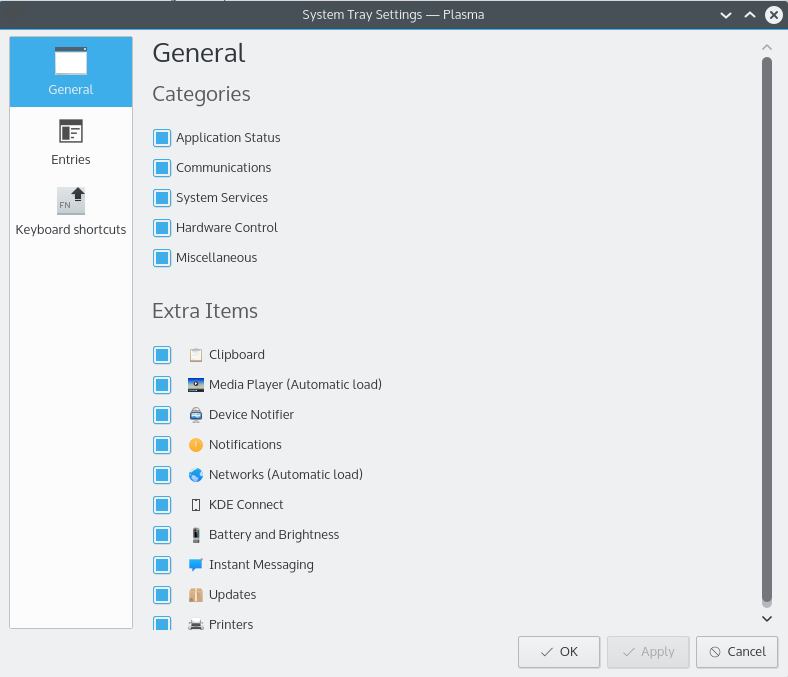 System Tray Settings — Plasma
General
Entries
FN
Keyboard shortcuts
General
Categories
Application Status
Communications
System Services
Hardware Control
Miscellaneous
Extra Items
Clipboard
Media Player (Automatic load)
Device Notifier
Notifications
Networks (Automatic load)
KDE Connect
Battery and Brightness
Instant Messaging
Updates
Printers
OK
Apply
Cancel